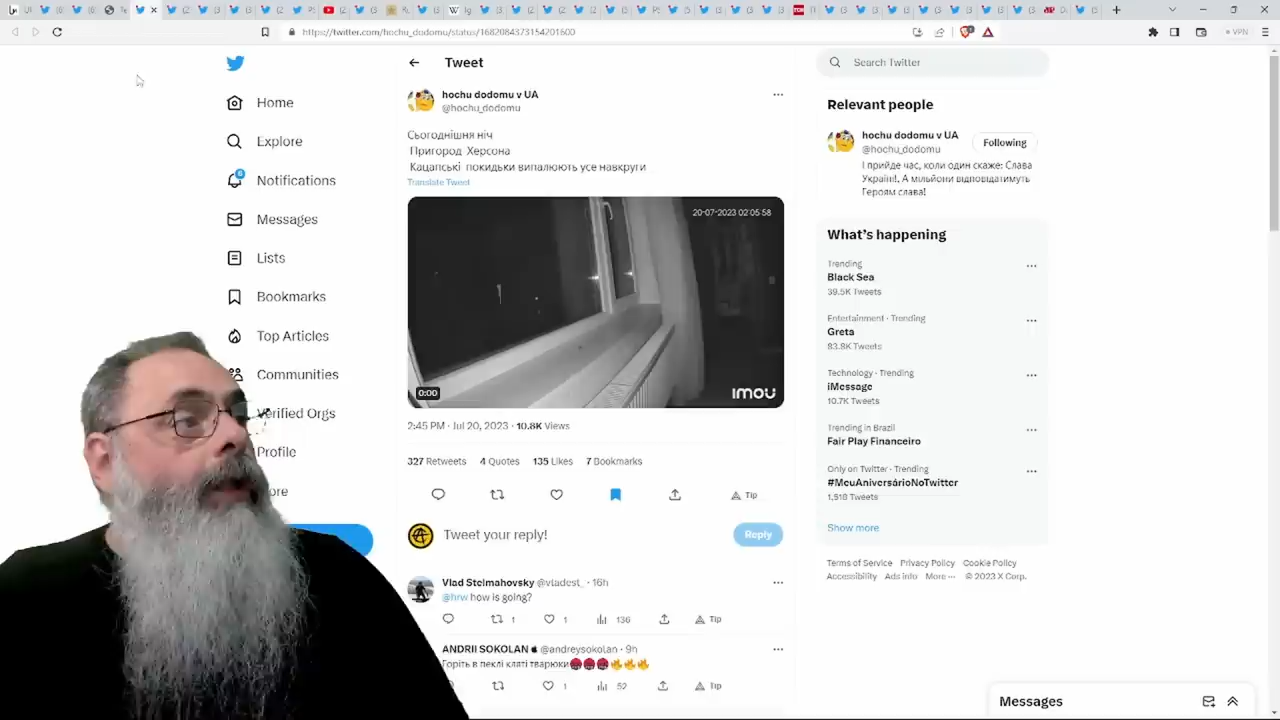 https://twitter.com/hochu_dodomu/status/1682084373154201600
VPN
Home
Explore
6
Notifications
Messages
Lists
Bookmarks
Top Articles
Communities
Verified Orgs
Profile
Tweet
hochu dodomu v UA
@hochu_dodomu
Сьогоднішня ніч
Пригород Херсона
Кацапські покидьки випалюють усе навкруги
Translate Tweet
20-07-2023 02:05:58
0:00
imou
2:45 PM · Jul 20, 2023 · 10.8K Views
327 Retweets 4 Quotes 135 Likes 7 Bookmarks
Tip
Tweet your reply!
Reply
Vlad Stelmahovsky @vladest_ · 16h
@hrw how is going?
1 1 136 Tip
ANDRII SOKOLAN @andreysokolan · 9h
Горіть в пеклі кляті тварюки
1 52 Tip
Search Twitter
Relevant people
hochu dodomu v UA
@hochu_dodomu
Following
І прийде час, коли один скаже: Слава
Україні!, А мільйони відповідатимуть
Героям слава!
What's happening
Trending
Black Sea
39.5K Tweets
Entertainment · Trending
Greta
83.8K Tweets
Technology · Trending
iMessage
10.7K Tweets
Trending in Brazil
Fair Play Financeiro
Only on Twitter · Trending
#MeuAniversárioNoTwitter
1,518 Tweets
Show more
Terms of Service Privacy Policy Cookie Policy
Accessibility Ads info More ··· © 2023 X Corp.
Messages